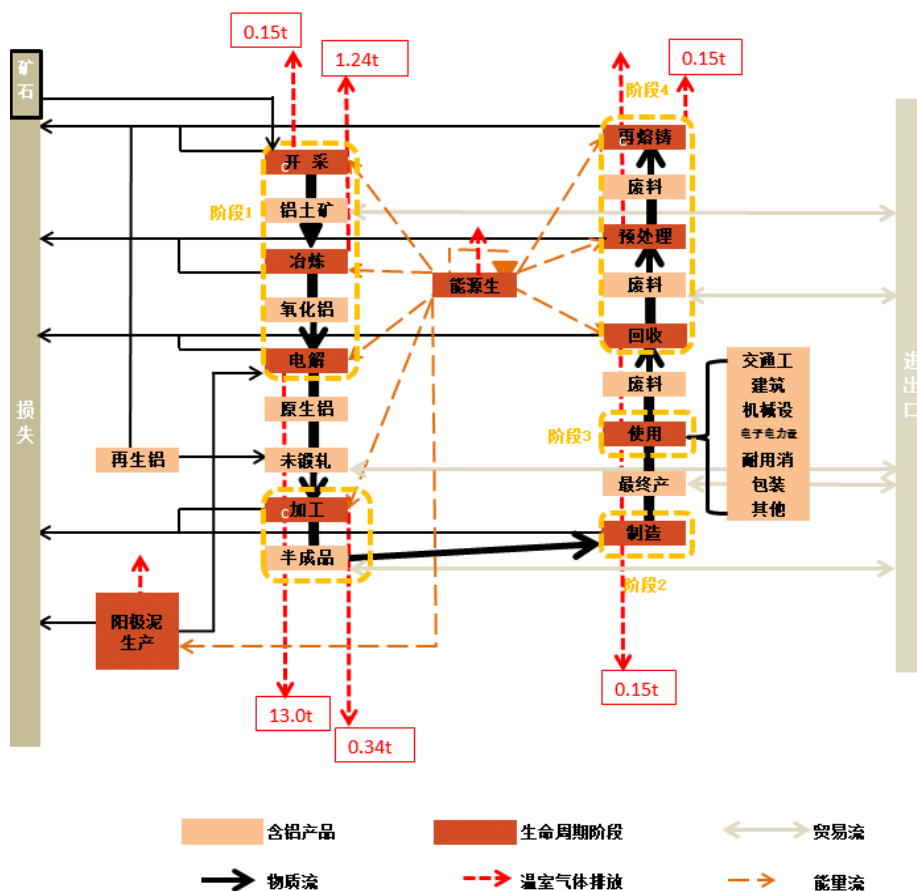 0.15t
1.24t
0.15t
矿
石
损
失
进
出
口
阶段1
开 采
C
铝土矿
冶炼
氧化铝
电解
原生铝
未锻轧
再生铝
加工
C
半成品
阳极泥
生产
13.0t
0.34t
能源生
阶段4
再熔铸
C
废料
预处理
废料
回收
废料
阶段3
使用
最终产
制造
阶段2
0.15t
交通工
建筑
机械设
电子电力设
耐用消
包装
其他
含铝产品
生命周期阶段
贸易流
物质流
温室气体排放
能量流